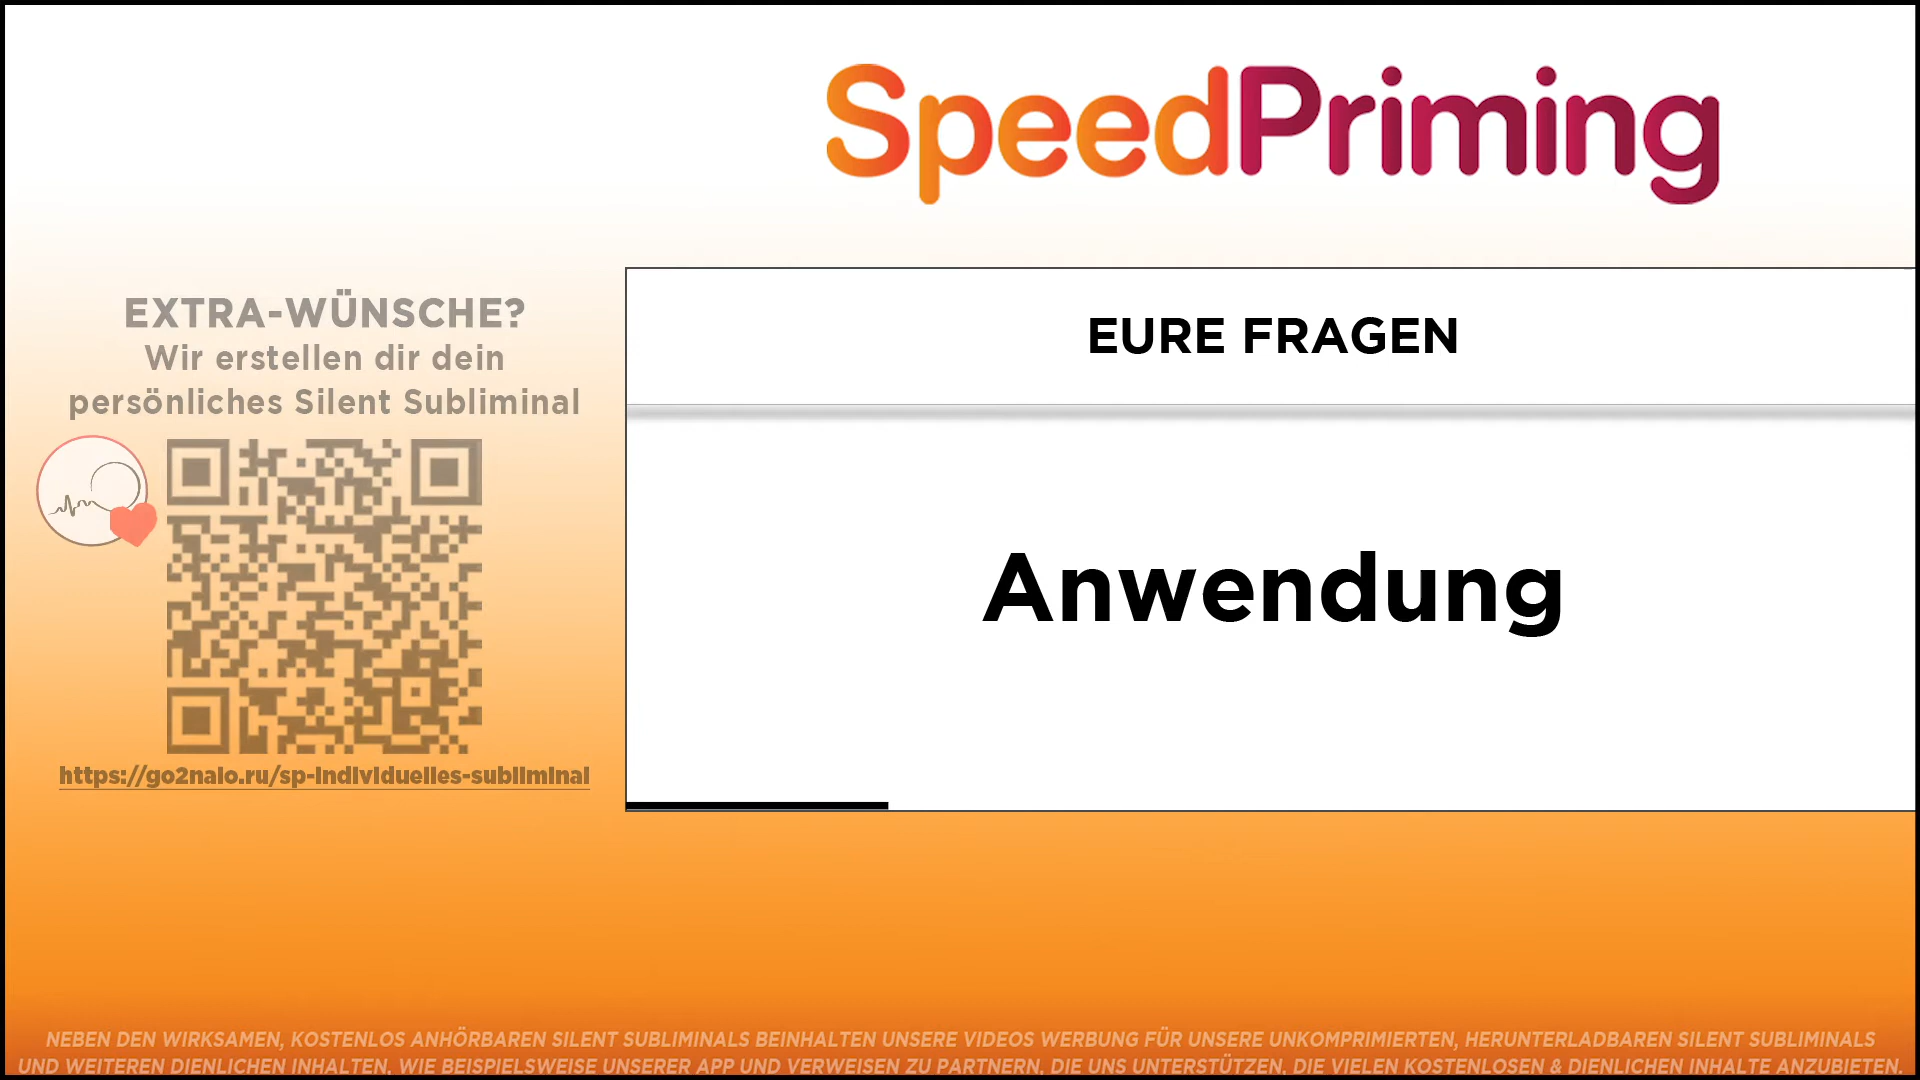 SpeedPriming
EXTRA-WÜNSCHE?
Wir erstellen dir dein
persönliches Silent Subliminal
https://go2nalo.ru/sp-individuelles-subliminal
EURE FRAGEN
Anwendung
NEBEN DEN WIRKSAMEN, KOSTENLOS ANHÖRBAREN SILENT SUBLIMINALS BEINHALTEN UNSERE VIDEOS WERBUNG FÜR UNSERE UNKOMPRIMIERTEN, HERUNTERLADBAREN SILENT SUBLIMINALS
UND WEITEREN DIENLICHEN INHALTEN, WIE BEISPIELSWEISE UNSERER APP UND VERWEISEN ZU PARTNERN, DIE UNS UNTERSTÜTZEN, DIE VIELEN KOSTENLOSEN & DIENLICHEN INHALTE ANZUBIETEN.